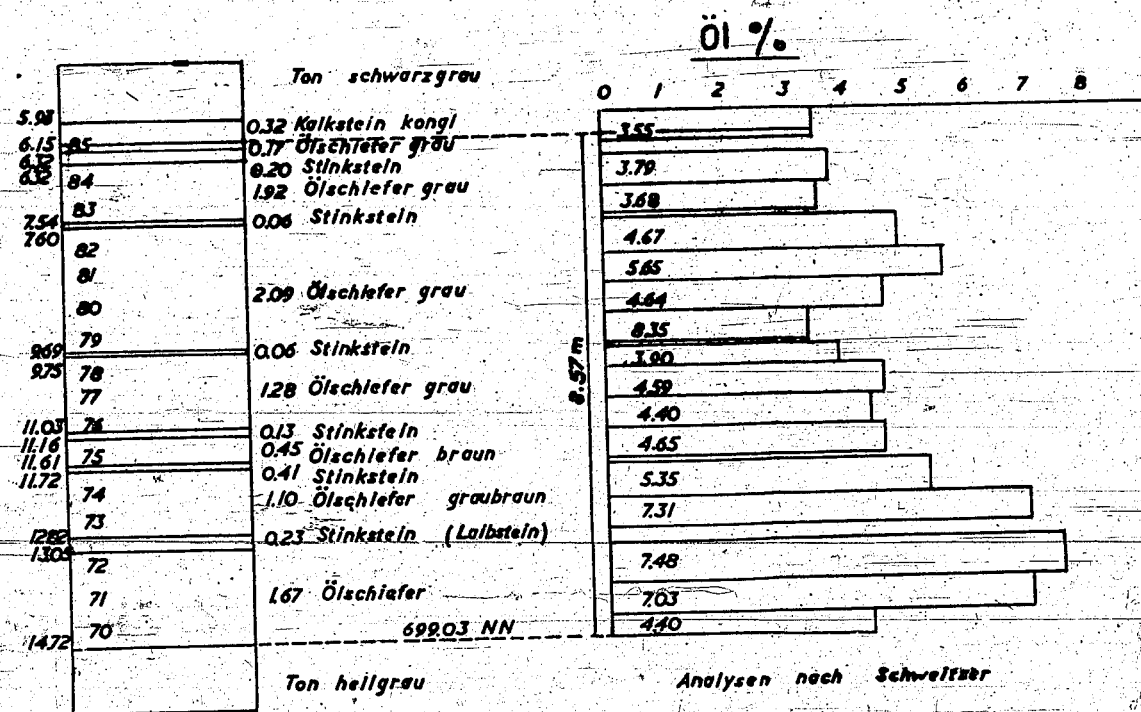 Öl %
Ton schwarzgrau
0 1 2 3 4 5 6 7 8
5.93
0.32 Kalkstein kongl
3.55
6.15 85
0.17 Ölschiefer grau
6.32
0.20 Stinkstein
3.79
84
1.92 Ölschiefer grau
3.68
83
7.54
0.06 Stinkstein
7.60
4.67
82
5.65
81
2.09 Ölschiefer grau
4.64
80
8.35
79
9.69
0.06 Stinkstein
3.90
9.75 78
1.28 Ölschiefer grau
4.59
77
8.57 m
4.40
11.03 76
0.13 Stinkstein
4.65
11.16
0.45 Ölschiefer braun
11.61 75
0.41 Stinkstein
5.35
11.72
74
1.10 Ölschiefer graubraun
7.31
73
12.82
0.23 Stinkstein (Laibstein)
13.05
72
7.48
71
1.67 Ölschiefer
7.03
70
699.03 NN
4.40
14.72
Ton hellgrau
Analysen nach Schweitzer